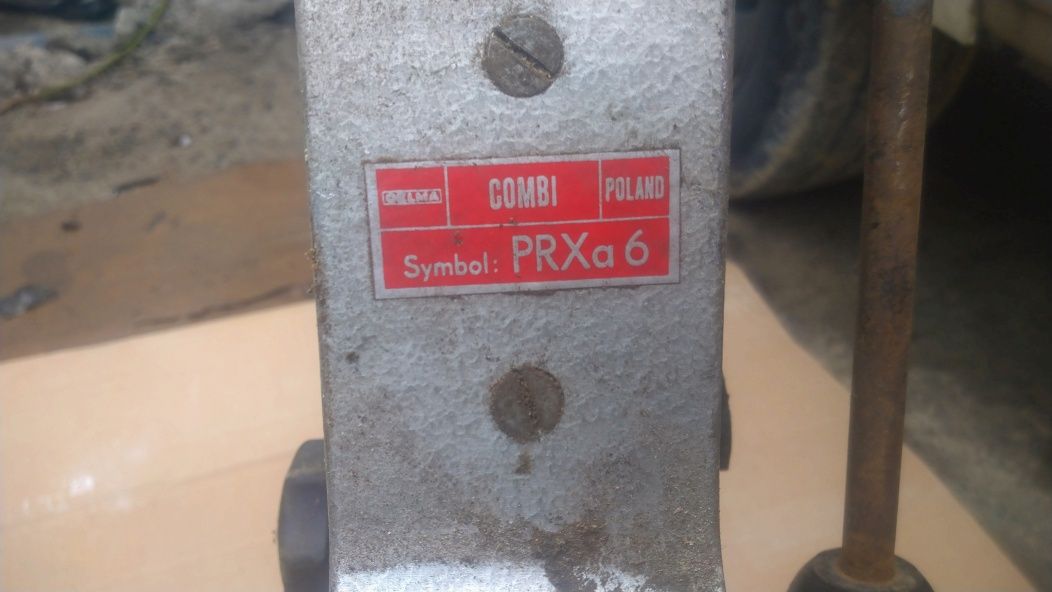 CELMA COMBI POLAND
Symbol: PRXa 6